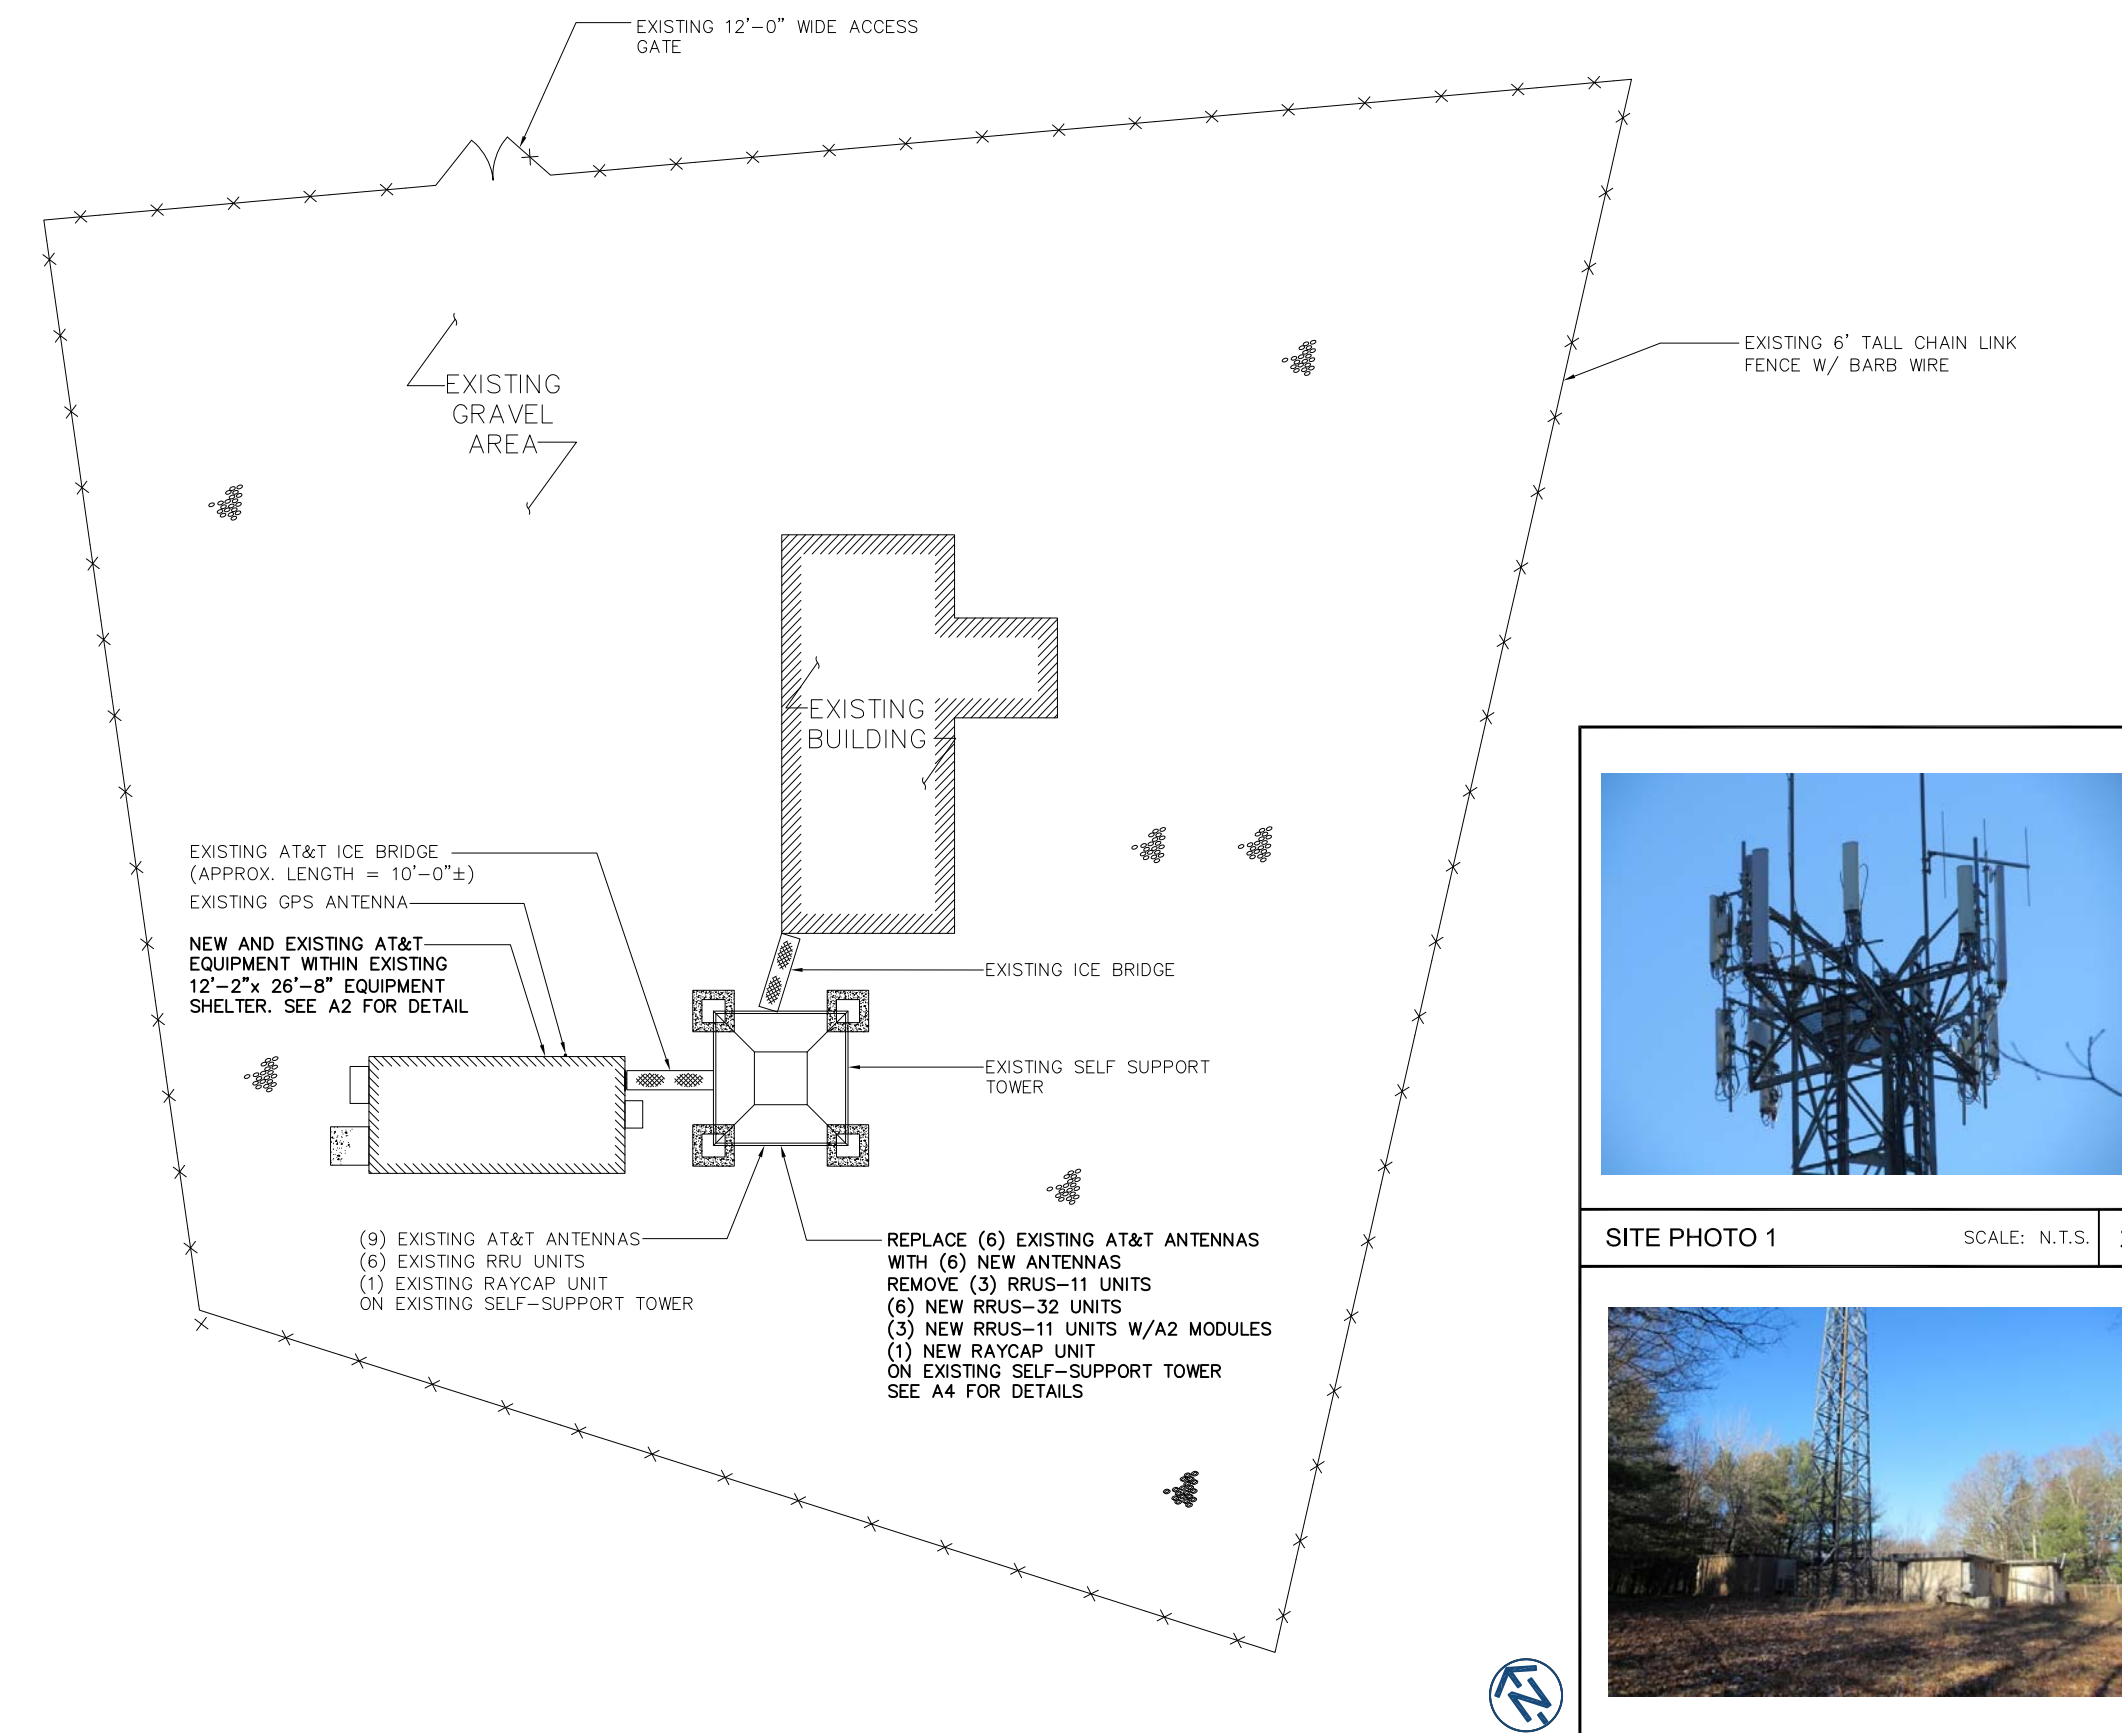 EXISTING 12'-0" WIDE ACCESS
GATE
EXISTING 6' TALL CHAIN LINK
FENCE W/ BARB WIRE
EXISTING
GRAVEL
AREA
EXISTING
BUILDING
EXISTING AT&T ICE BRIDGE
(APPROX. LENGTH = 10'-0"±)
EXISTING GPS ANTENNA
NEW AND EXISTING AT&T
EQUIPMENT WITHIN EXISTING
12'-2"x 26'-8" EQUIPMENT
SHELTER. SEE A2 FOR DETAIL
EXISTING ICE BRIDGE
EXISTING SELF SUPPORT
TOWER
(9) EXISTING AT&T ANTENNAS
(6) EXISTING RRU UNITS
(1) EXISTING RAYCAP UNIT
ON EXISTING SELF-SUPPORT TOWER
REPLACE (6) EXISTING AT&T ANTENNAS
WITH (6) NEW ANTENNAS
REMOVE (3) RRUS-11 UNITS
(6) NEW RRUS-32 UNITS
(3) NEW RRUS-11 UNITS W/A2 MODULES
(1) NEW RAYCAP UNIT
ON EXISTING SELF-SUPPORT TOWER
SEE A4 FOR DETAILS
SITE PHOTO 1 SCALE: N.T.S.
N